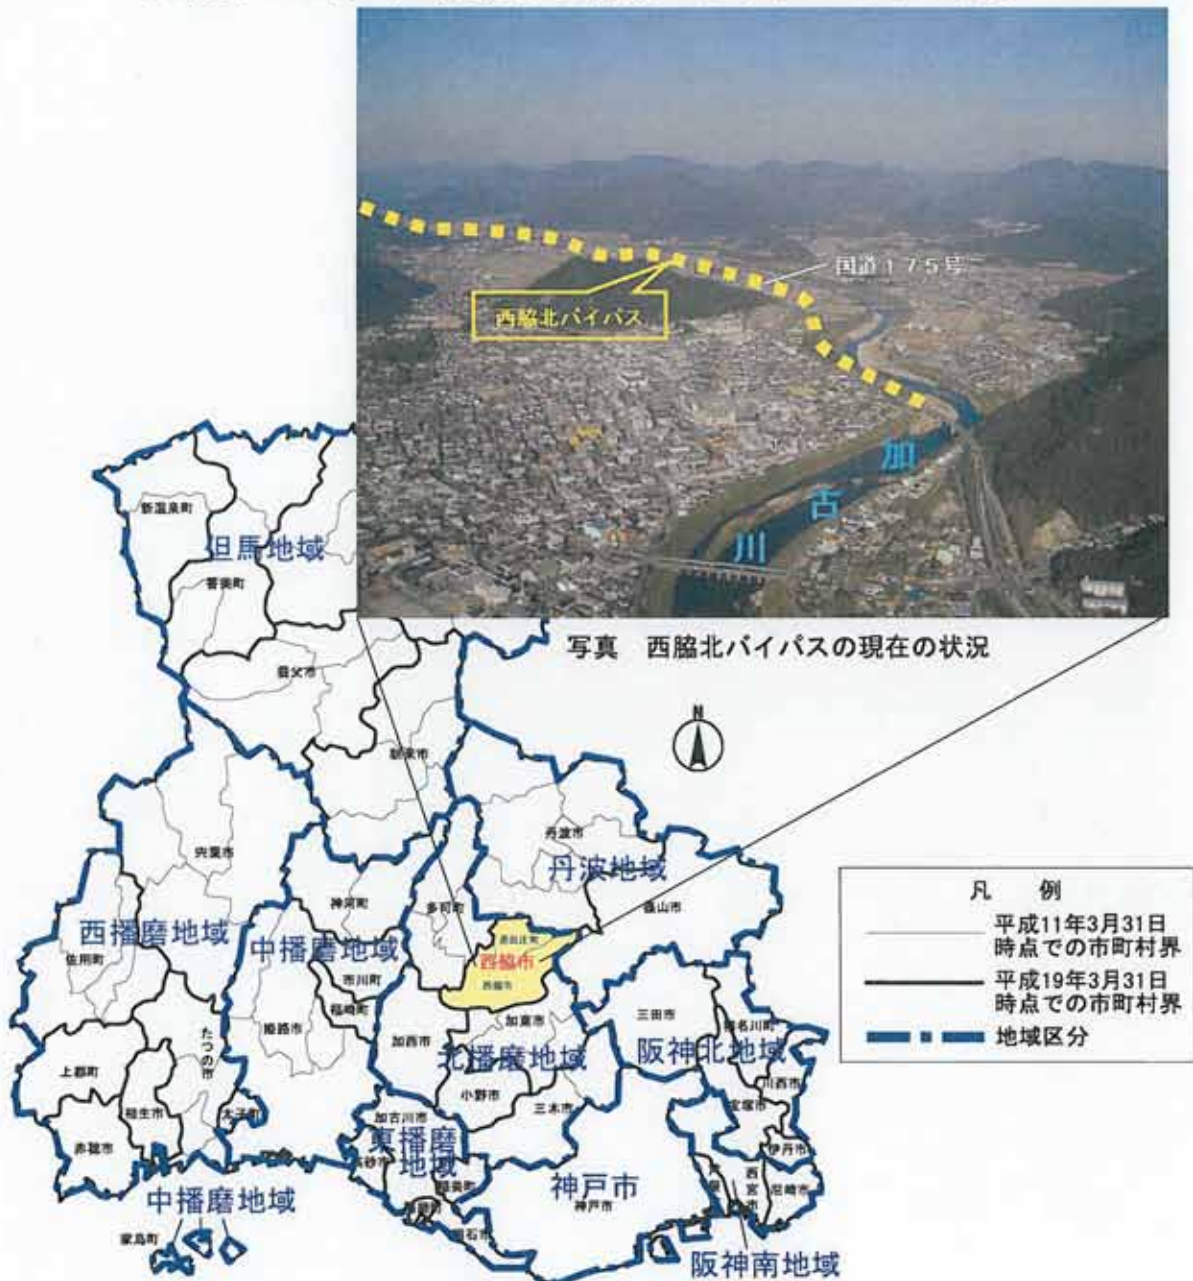 国道175号
西脇北バイパス
加
古
川
写真　西脇北バイパスの現在の状況
N
新温泉町
但馬地域
香美町
養父市
朝来市
宍粟市
丹波市
丹波地域
篠山市
神河町
多可町
西播磨地域
中播磨地域
佐用町
市川町
西脇市
西脇市
福崎町
姫路市
たつの市
加西市
加東市
北播磨地域
三田市
阪神北地域
上郡町
相生市
太子町
赤穂市
小野市
三木市
川西市
宝塚市
伊丹市
加古川市
東播磨
地域
神戸市
神戸市
西宮市
尼崎市
中播磨地域
家島町
阪神南地域
凡　例
平成11年3月31日
時点での市町村界
平成19年3月31日
時点での市町村界
地域区分